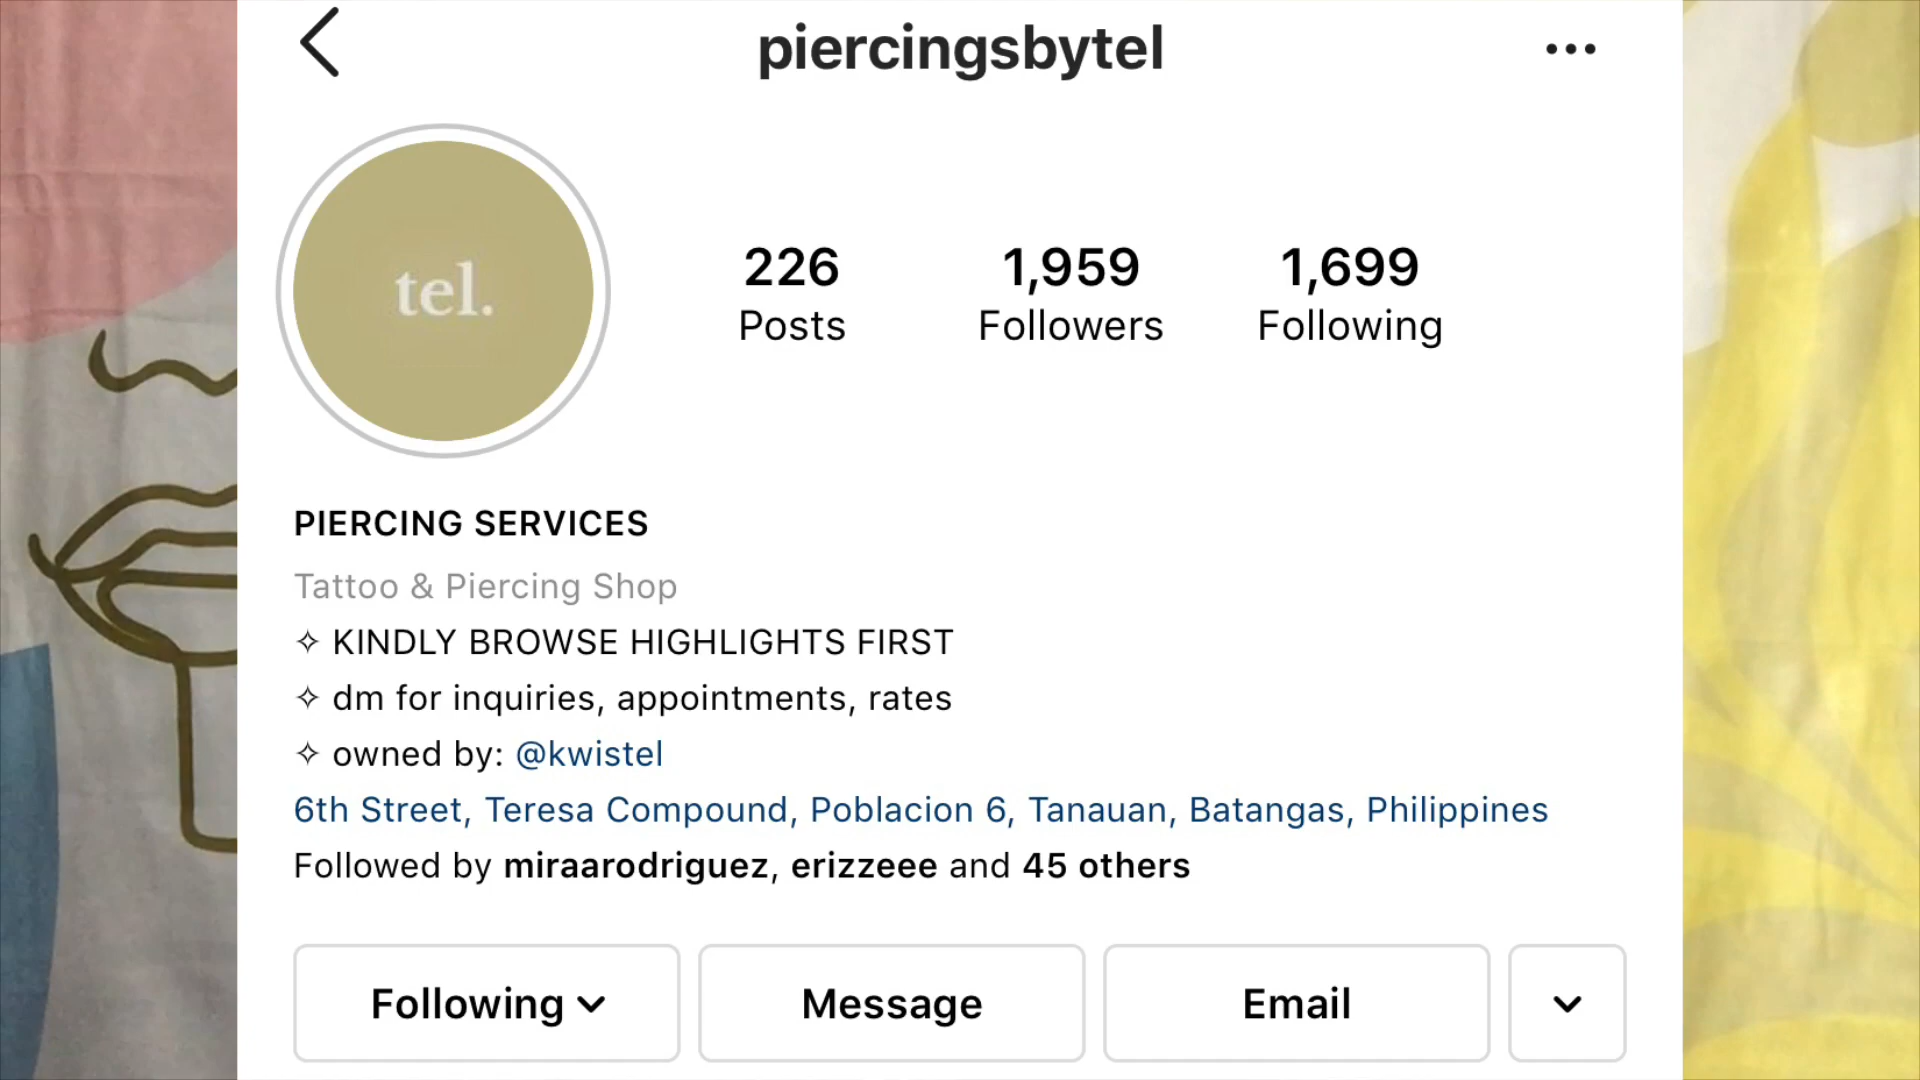 piercingsbytel
tel.
226 1,959 1,699
Posts Followers Following
PIERCING SERVICES
Tattoo & Piercing Shop
✧ KINDLY BROWSE HIGHLIGHTS FIRST
✧ dm for inquiries, appointments, rates
✧ owned by: @kwistel
6th Street, Teresa Compound, Poblacion 6, Tanauan, Batangas, Philippines
Followed by miraarodriguez, erizzeee and 45 others
Following Message Email